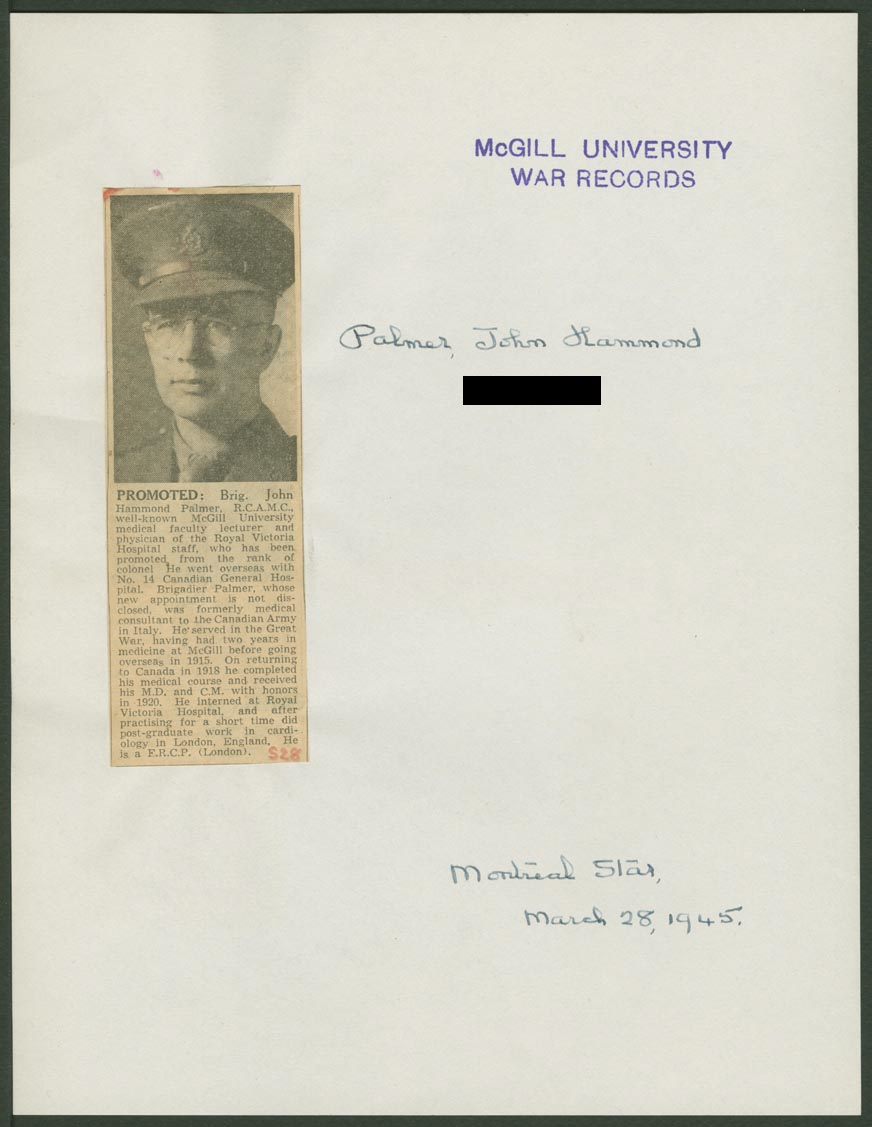 McGILL UNIVERSITY
WAR RECORDS
Palmer, John Hammond
PROMOTED: Brig. John
Hammond Palmer, R.C.A.M.C.,
well-known McGill University
medical faculty lecturer and
physician of the Royal Victoria
Hospital staff, who has been
promoted from the rank of
colonel He went overseas with
No. 14 Canadian General Hos-
pital. Brigadier Palmer, whose
new appointment is not dis-
closed, was formerly medical
consultant to the Canadian Army
in Italy. He served in the Great
War, having had two years in
medicine at McGill before going
overseas in 1915. On returning
to Canada in 1918 he completed
his medical course and received
his M.D. and C.M. with honors
in 1920. He interned at Royal
Victoria Hospital, and after
practising for a short time did
post-graduate work in cardi-
ology in London, England. He
is a F.R.C.P. (London).
S28
Montreal Star,
March 28, 1945.